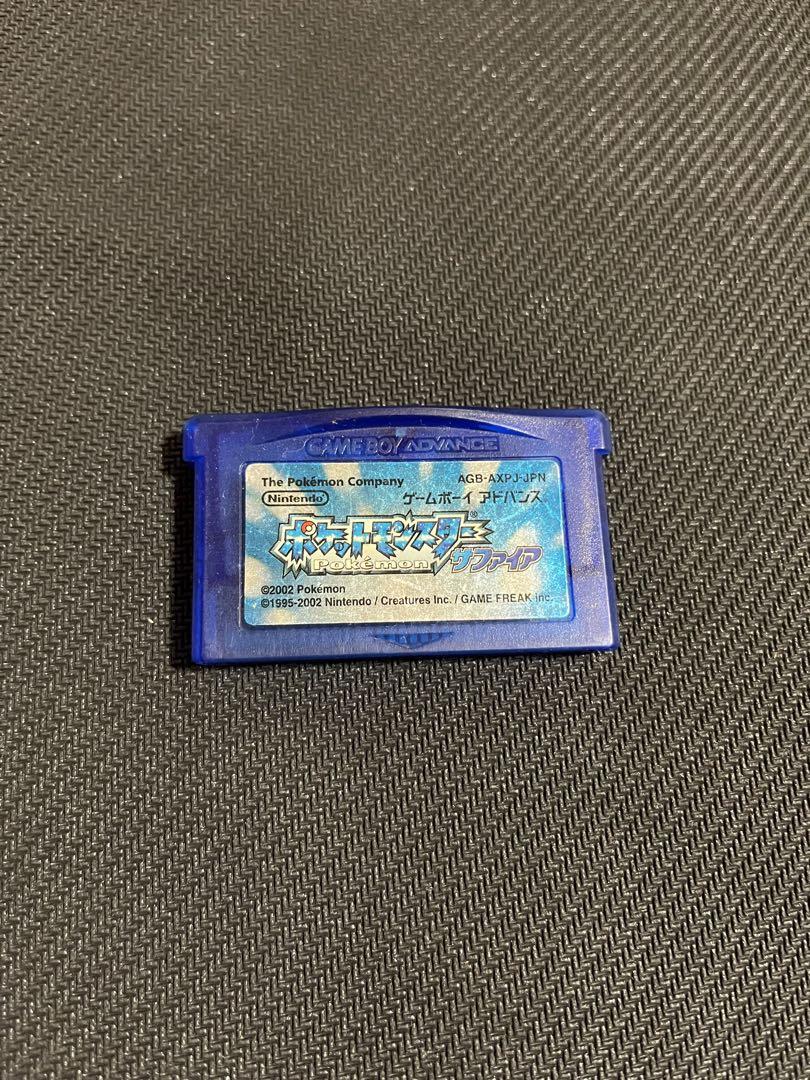 GAME BOY ADVANCE
The Pokémon Company AGB-AXPJ-JPN
Nintendo ゲームボーイ アドバンス
ポケットモンスター®
Pokémon サファイア
©2002 Pokémon
©1995-2002 Nintendo / Creatures inc. / GAME FREAK inc.